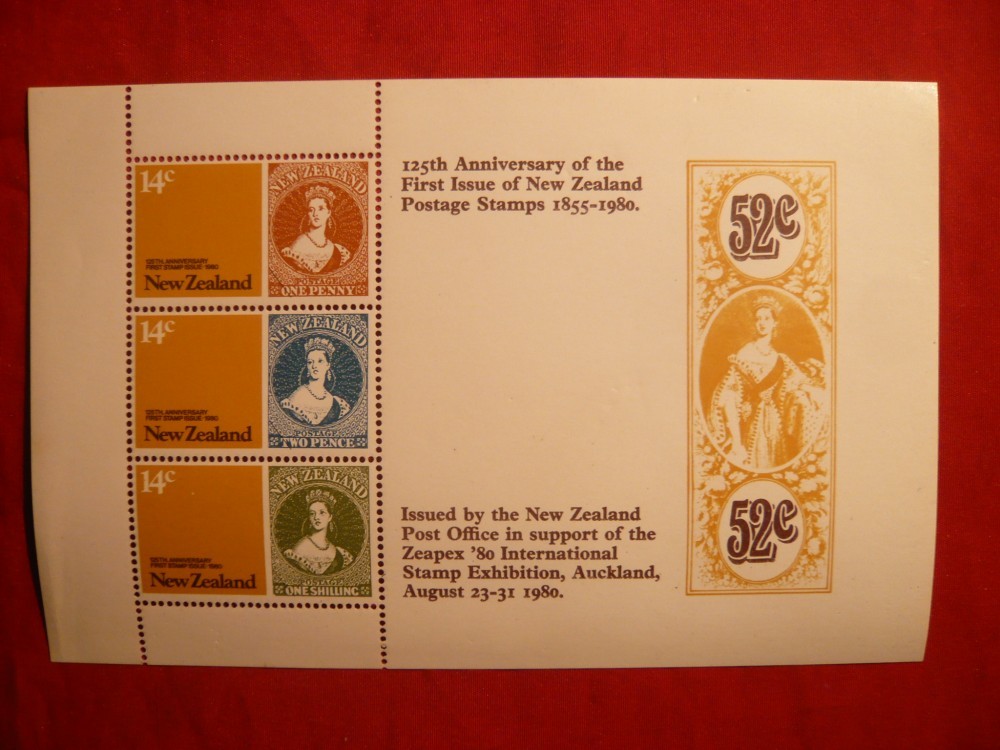 14c
NEW ZEALAND
125TH. ANNIVERSARY
FIRST STAMP ISSUE · 1980
New Zealand
POSTAGE
ONE PENNY
14c
NEW ZEALAND
125TH. ANNIVERSARY
FIRST STAMP ISSUE · 1980
New Zealand
POSTAGE
TWO PENCE
14c
NEW ZEALAND
125TH. ANNIVERSARY
FIRST STAMP ISSUE · 1980
New Zealand
POSTAGE
ONE SHILLING
125th Anniversary of the
First Issue of New Zealand
Postage Stamps 1855-1980.
Issued by the New Zealand
Post Office in support of the
Zeapex '80 International
Stamp Exhibition, Auckland,
August 23-31 1980.
52c
52c